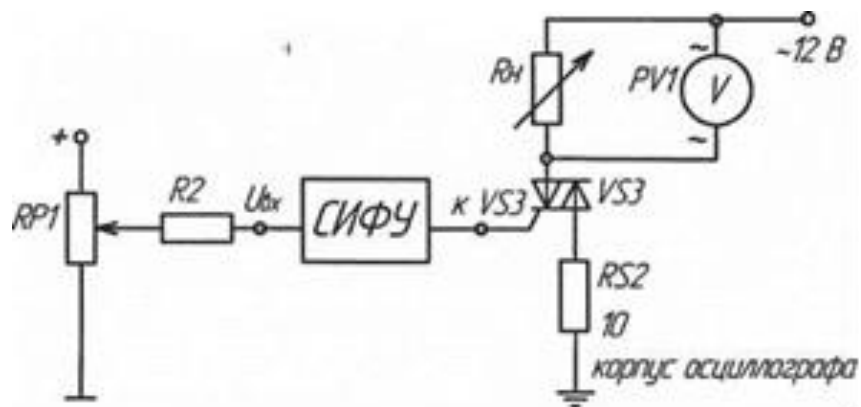 ~12 В
Rн
~
PV1
V
~
+
RP1
R2
Uвх
СИФУ
к VS3
VS3
RS2
10
корпус осциллографа